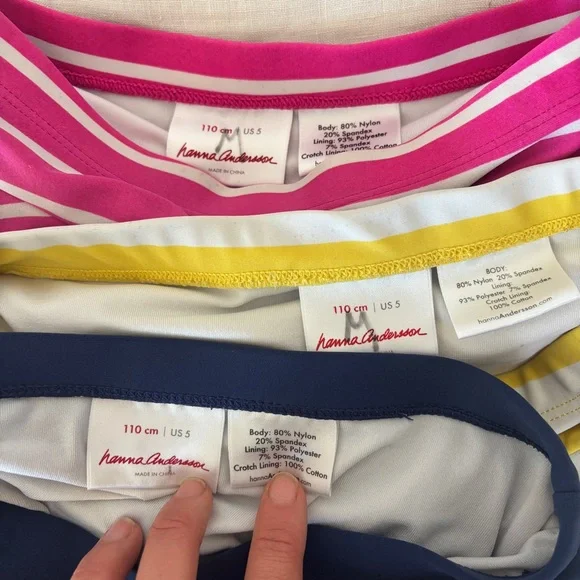 110 cm | US 5
M
hanna Andersson
MADE IN CHINA
Body: 80% Nylon
20% Spandex
Lining: 93% Polyester
7% Spandex
Crotch Lining: 100% Cotton
110 cm | US 5
M
hanna Andersson
BODY:
80% Nylon 20% Spandex
Lining:
93% Polyester 7% Spandex
Crotch Lining:
100% Cotton
hannaAndersson.com
110 cm | US 5
hanna Andersson
MADE IN CHINA
Body: 80% Nylon
20% Spandex
Lining: 93% Polyester
7% Spandex
Crotch Lining: 100% Cotton
hannaAndersson.com